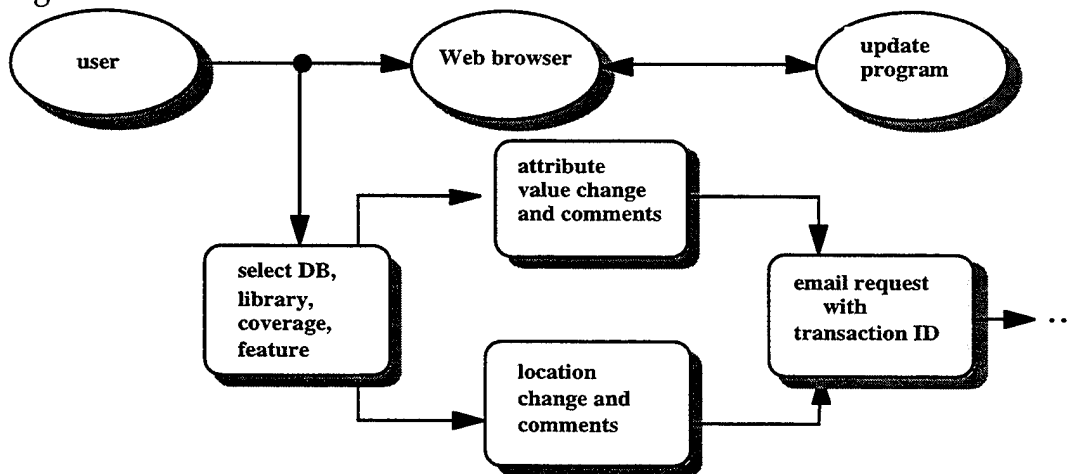 user
Web browser
update
program
attribute
value change
and comments
select DB,
library,
coverage,
feature
email request
with
transaction ID
location
change and
comments
..